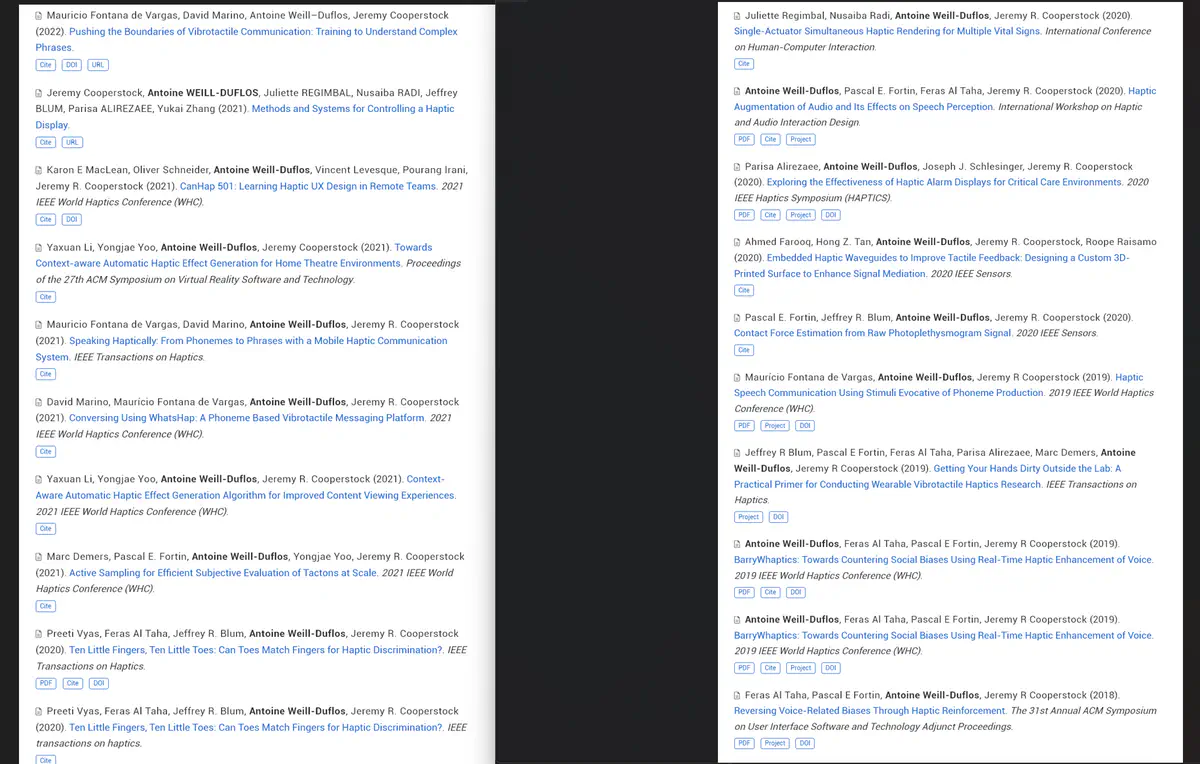 Mauricio Fontana de Vargas, David Marino, Antoine Weill–Duflos, Jeremy Cooperstock
(2022). Pushing the Boundaries of Vibrotactile Communication: Training to Understand Complex
Phrases.
Cite DOI URL
Jeremy Cooperstock, Antoine WEILL-DUFLOS, Juliette REGIMBAL, Nusaiba RADI, Jeffrey
BLUM, Parisa ALIREZAEE, Yukai Zhang (2021). Methods and Systems for Controlling a Haptic
Display.
Cite URL
Karon E MacLean, Oliver Schneider, Antoine Weill-Duflos, Vincent Levesque, Pourang Irani,
Jeremy R. Cooperstock (2021). CanHap 501: Learning Haptic UX Design in Remote Teams. 2021
IEEE World Haptics Conference (WHC).
Cite DOI
Yaxuan Li, Yongjae Yoo, Antoine Weill-Duflos, Jeremy Cooperstock (2021). Towards
Context-aware Automatic Haptic Effect Generation for Home Theatre Environments. Proceedings
of the 27th ACM Symposium on Virtual Reality Software and Technology.
Cite
Mauricio Fontana de Vargas, David Marino, Antoine Weill-Duflos, Jeremy R. Cooperstock
(2021). Speaking Haptically: From Phonemes to Phrases with a Mobile Haptic Communication
System. IEEE Transactions on Haptics.
Cite
David Marino, Maurício Fontana de Vargas, Antoine Weill-Duflos, Jeremy R. Cooperstock
(2021). Conversing Using WhatsHap: A Phoneme Based Vibrotactile Messaging Platform. 2021
IEEE World Haptics Conference (WHC).
Cite
Yaxuan Li, Yongjae Yoo, Antoine Weill-Duflos, Jeremy R. Cooperstock (2021). Context-
Aware Automatic Haptic Effect Generation Algorithm for Improved Content Viewing Experiences.
2021 IEEE World Haptics Conference (WHC).
Cite
Marc Demers, Pascal E. Fortin, Antoine Weill-Duflos, Yongjae Yoo, Jeremy R. Cooperstock
(2021). Active Sampling for Efficient Subjective Evaluation of Tactons at Scale. 2021 IEEE World
Haptics Conference (WHC).
Cite
Preeti Vyas, Feras Al Taha, Jeffrey R. Blum, Antoine Weill-Duflos, Jeremy R. Cooperstock
(2020). Ten Little Fingers, Ten Little Toes: Can Toes Match Fingers for Haptic Discrimination?. IEEE
Transactions on Haptics.
PDF Cite DOI
Preeti Vyas, Feras Al Taha, Jeffrey R. Blum, Antoine Weill-Duflos, Jeremy R. Cooperstock
(2020). Ten Little Fingers, Ten Little Toes: Can Toes Match Fingers for Haptic Discrimination?. IEEE
transactions on haptics.
Cite
Juliette Regimbal, Nusaiba Radi, Antoine Weill-Duflos, Jeremy R. Cooperstock (2020).
Single-Actuator Simultaneous Haptic Rendering for Multiple Vital Signs. International Conference
on Human-Computer Interaction.
Cite
Antoine Weill-Duflos, Pascal E. Fortin, Feras Al Taha, Jeremy R. Cooperstock (2020). Haptic
Augmentation of Audio and Its Effects on Speech Perception. International Workshop on Haptic
and Audio Interaction Design.
PDF Cite Project
Parisa Alirezaee, Antoine Weill-Duflos, Joseph J. Schlesinger, Jeremy R. Cooperstock
(2020). Exploring the Effectiveness of Haptic Alarm Displays for Critical Care Environments. 2020
IEEE Haptics Symposium (HAPTICS).
PDF Cite Project DOI
Ahmed Farooq, Hong Z. Tan, Antoine Weill-Duflos, Jeremy R. Cooperstock, Roope Raisamo
(2020). Embedded Haptic Waveguides to Improve Tactile Feedback: Designing a Custom 3D-
Printed Surface to Enhance Signal Mediation. 2020 IEEE Sensors.
Cite
Pascal E. Fortin, Jeffrey R. Blum, Antoine Weill-Duflos, Jeremy R. Cooperstock (2020).
Contact Force Estimation from Raw Photoplethysmogram Signal. 2020 IEEE Sensors.
Cite
Maurício Fontana de Vargas, Antoine Weill-Duflos, Jeremy R Cooperstock (2019). Haptic
Speech Communication Using Stimuli Evocative of Phoneme Production. 2019 IEEE World Haptics
Conference (WHC).
PDF Project DOI
Jeffrey R Blum, Pascal E Fortin, Feras Al Taha, Parisa Alirezaee, Marc Demers, Antoine
Weill-Duflos, Jeremy R Cooperstock (2019). Getting Your Hands Dirty Outside the Lab: A
Practical Primer for Conducting Wearable Vibrotactile Haptics Research. IEEE Transactions on
Haptics.
Project DOI
Antoine Weill-Duflos, Feras Al Taha, Pascal E Fortin, Jeremy R Cooperstock (2019).
BarryWhaptics: Towards Countering Social Biases Using Real-Time Haptic Enhancement of Voice.
2019 IEEE World Haptics Conference (WHC).
PDF Cite DOI
Antoine Weill-Duflos, Feras Al Taha, Pascal E Fortin, Jeremy R Cooperstock (2019).
BarryWhaptics: Towards Countering Social Biases Using Real-Time Haptic Enhancement of Voice.
2019 IEEE World Haptics Conference (WHC).
PDF Cite Project DOI
Feras Al Taha, Pascal E Fortin, Antoine Weill-Duflos, Jeremy R Cooperstock (2018).
Reversing Voice-Related Biases Through Haptic Reinforcement. The 31st Annual ACM Symposium
on User Interface Software and Technology Adjunct Proceedings.
PDF Project DOI